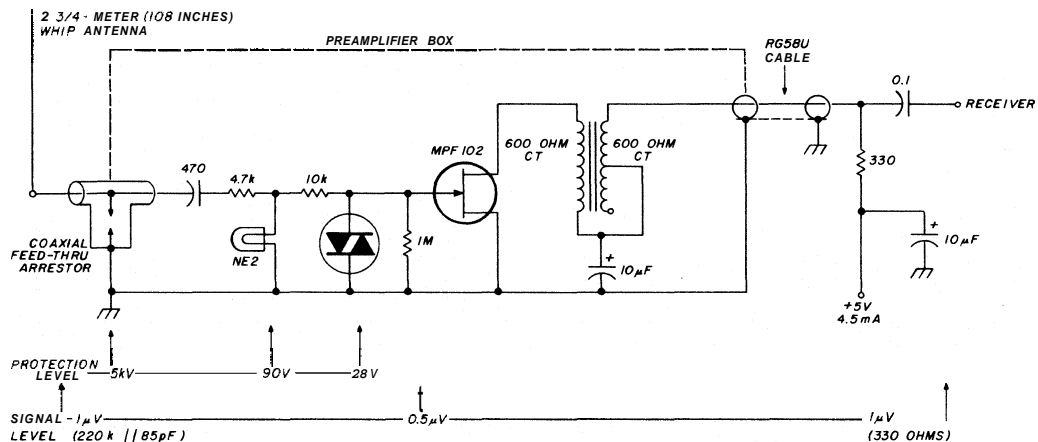 2 3/4 - METER (108 INCHES)
WHIP ANTENNA
PREAMPLIFIER BOX
RG58U
CABLE
0.1
RECEIVER
MPF 102
600 OHM
CT
600 OHM
CT
330
470
4.7k
10k
COAXIAL
FEED-THRU
ARRESTOR
NE2
1M
+
10µF
+
10µF
+5V
4.5mA
PROTECTION
LEVEL
5kV
90V
28V
SIGNAL - 1µV
LEVEL (220k // 85pF)
0.5µV
1µV
(330 OHMS)